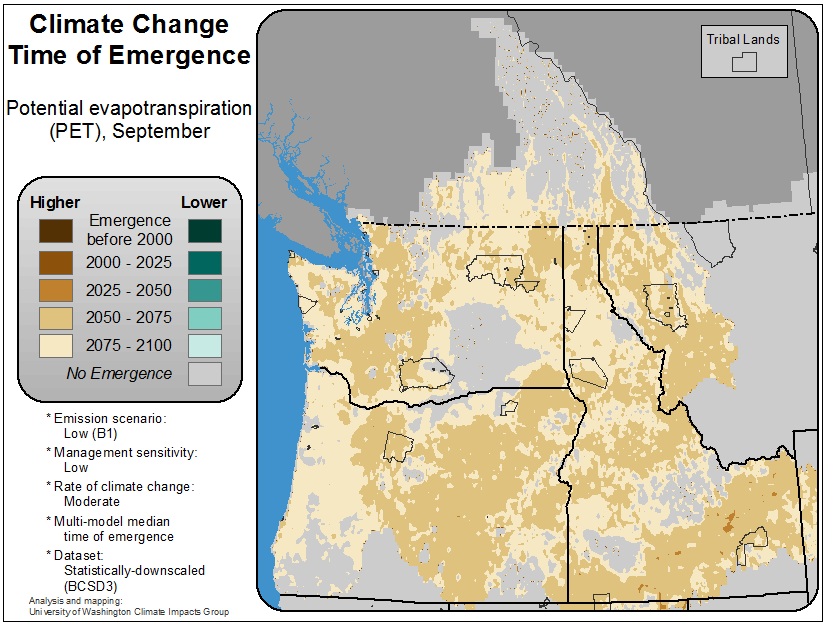 Climate Change
Time of Emergence
Potential evapotranspiration
(PET), September
Higher
Lower
Emergence
before 2000
2000 - 2025
2025 - 2050
2050 - 2075
2075 - 2100
No Emergence
* Emission scenario:
Low (B1)
* Management sensitivity:
Low
* Rate of climate change:
Moderate
* Multi-model median
time of emergence
* Dataset:
Statistically-downscaled
(BCSD3)
Analysis and mapping:
University of Washington Climate Impacts Group
Tribal Lands